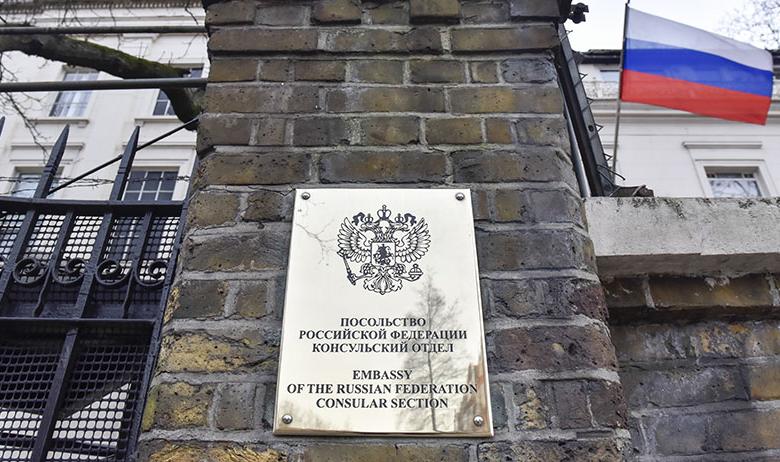 ПОСОЛЬСТВО
РОССИЙСКОЙ ФЕДЕРАЦИИ
КОНСУЛЬСКИЙ ОТДЕЛ
EMBASSY
OF THE RUSSIAN FEDERATION
CONSULAR SECTION